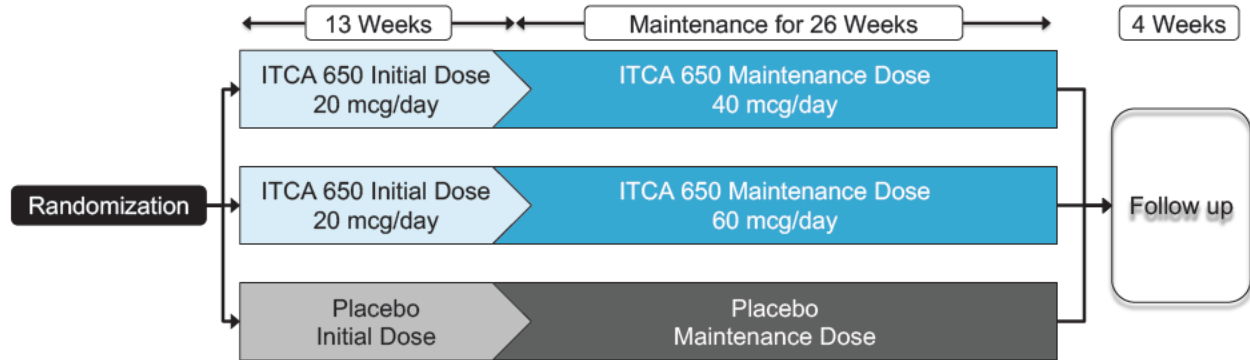 13 Weeks
Maintenance for 26 Weeks
4 Weeks
ITCA 650 Initial Dose
20 mcg/day
ITCA 650 Maintenance Dose
40 mcg/day
Randomization
ITCA 650 Initial Dose
20 mcg/day
ITCA 650 Maintenance Dose
60 mcg/day
Follow up
Placebo
Initial Dose
Placebo
Maintenance Dose